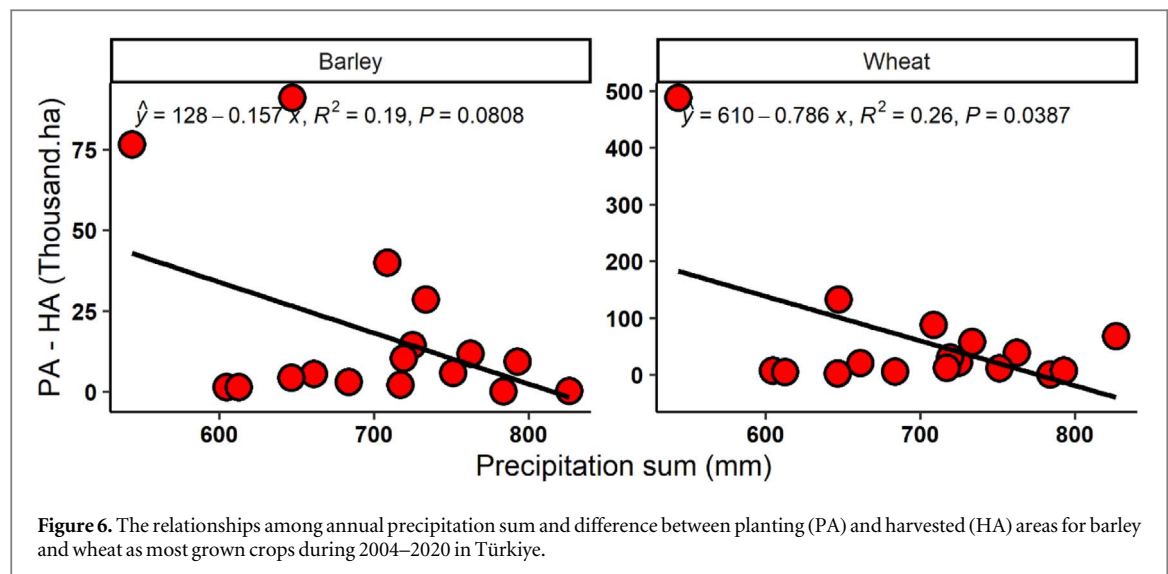 Barley
Wheat
ŷ = 128 – 0.157 x, R² = 0.19, P = 0.0808
ŷ = 610 – 0.786 x, R² = 0.26, P = 0.0387
PA - HA (Thousand.ha)
75
50
25
0
500
400
300
200
100
0
600 700 800
600 700 800
Precipitation sum (mm)
Figure 6. The relationships among annual precipitation sum and difference between planting (PA) and harvested (HA) areas for barley
and wheat as most grown crops during 2004–2020 in Türkiye.